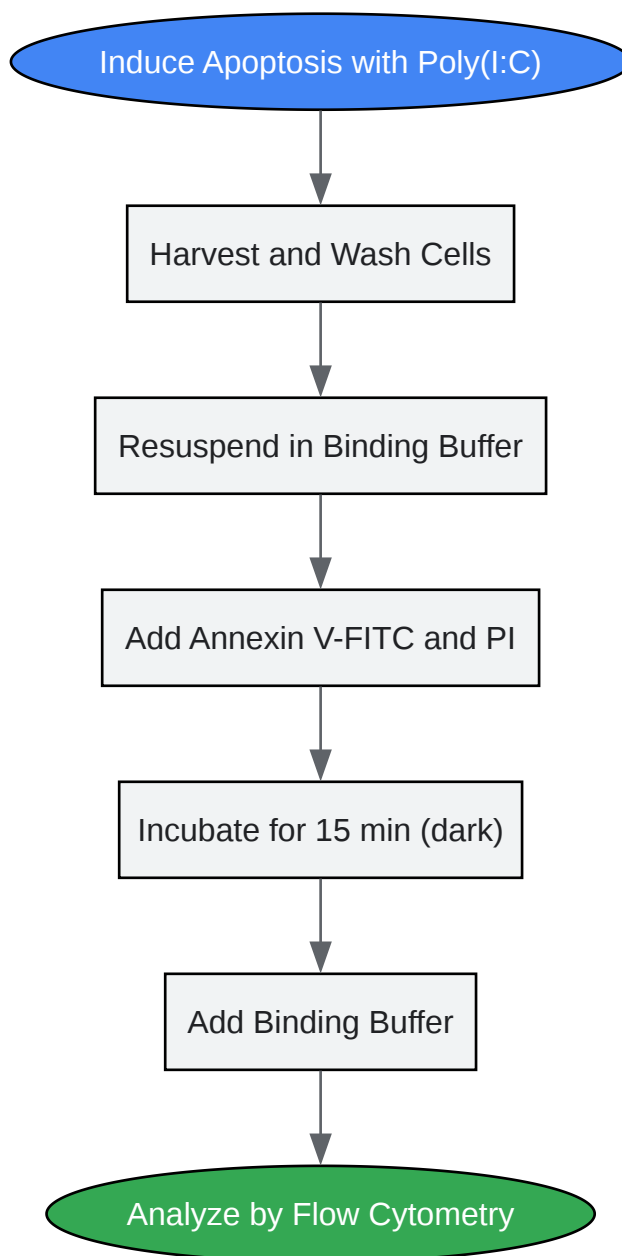 Induce Apoptosis with Poly(I:C)
Harvest and Wash Cells
Resuspend in Binding Buffer
Add Annexin V-FITC and PI
Incubate for 15 min (dark)
Add Binding Buffer
Analyze by Flow Cytometry